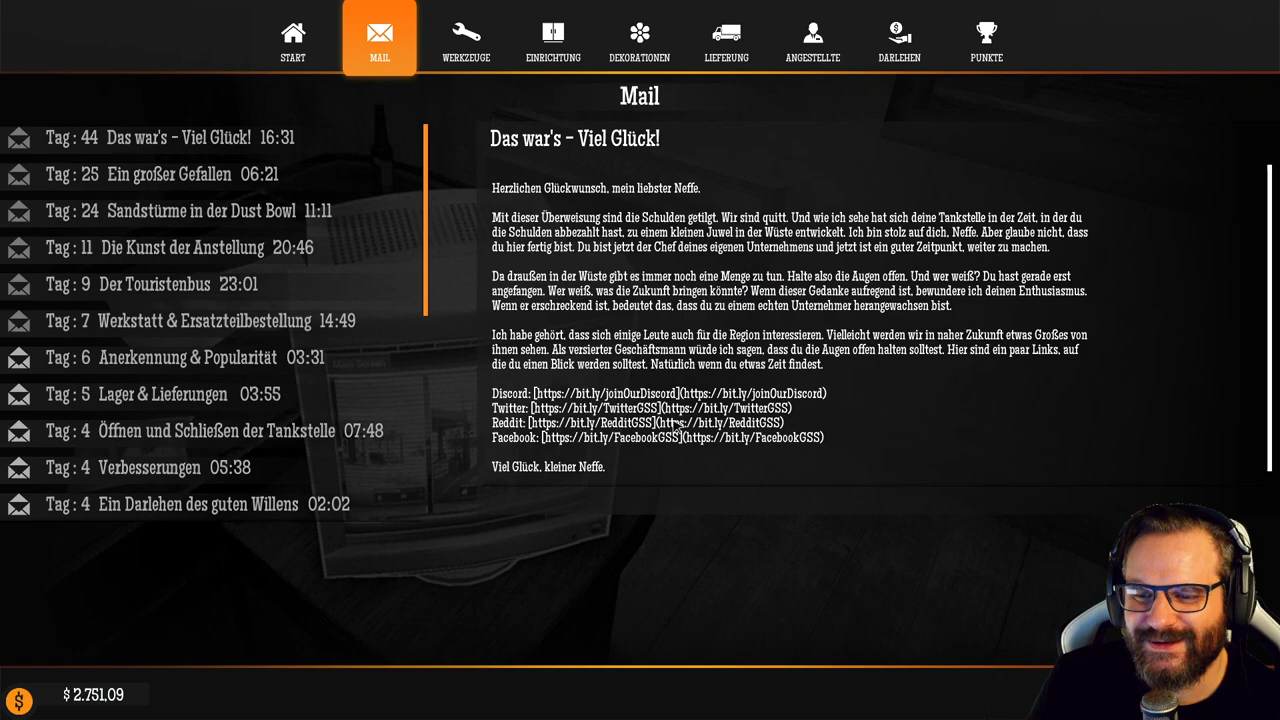 START
MAIL
WERKZEUGE
EINRICHTUNG
DEKORATIONEN
LIEFERUNG
ANGESTELLTE
DARLEHEN
PUNKTE
Mail
Tag : 44 Das war's - Viel Glück! 16:31
Tag : 25 Ein großer Gefallen 06:21
Tag : 24 Sandstürme in der Dust Bowl 11:11
Tag : 11 Die Kunst der Anstellung 20:46
Tag : 9 Der Touristenbus 23:01
Tag : 7 Werkstatt & Ersatzteilbestellung 14:49
Tag : 6 Anerkennung & Popularität 03:31
Tag : 5 Lager & Lieferungen 03:55
Tag : 4 Öffnen und Schließen der Tankstelle 07:48
Tag : 4 Verbesserungen 05:38
Tag : 4 Ein Darlehen des guten Willens 02:02
Das war's - Viel Glück!
Herzlichen Glückwunsch, mein liebster Neffe.
Mit dieser Überweisung sind die Schulden getilgt. Wir sind quitt. Und wie ich sehe hat sich deine Tankstelle in der Zeit, in der du
die Schulden abbezahlt hast, zu einem kleinen Juwel in der Wüste entwickelt. Ich bin stolz auf dich, Neffe. Aber glaube nicht, dass
du hier fertig bist. Du bist jetzt der Chef deines eigenen Unternehmens und jetzt ist ein guter Zeitpunkt, weiter zu machen.
Da draußen in der Wüste gibt es immer noch eine Menge zu tun. Halte also die Augen offen. Und wer weiß? Du hast gerade erst
angefangen. Wer weiß, was die Zukunft bringen könnte? Wenn dieser Gedanke aufregend ist, bewundere ich deinen Enthusiasmus.
Wenn er erschreckend ist, bedeutet das, dass du zu einem echten Unternehmer herangewachsen bist.
Ich habe gehört, dass sich einige Leute auch für die Region interessieren. Vielleicht werden wir in naher Zukunft etwas Großes von
ihnen sehen. Als versierter Geschäftsmann würde ich sagen, dass du die Augen offen halten solltest. Hier sind ein paar Links, auf
die du einen Blick werden solltest. Natürlich wenn du etwas Zeit findest.
Discord: [https://bit.ly/joinOurDiscord](https://bit.ly/joinOurDiscord)
Twitter: [https://bit.ly/TwitterGSS](https://bit.ly/TwitterGSS)
Reddit: [https://bit.ly/RedditGSS](https://bit.ly/RedditGSS)
Facebook: [https://bit.ly/FacebookGSS](https://bit.ly/FacebookGSS)
Viel Glück, kleiner Neffe.
$ 2.751,09